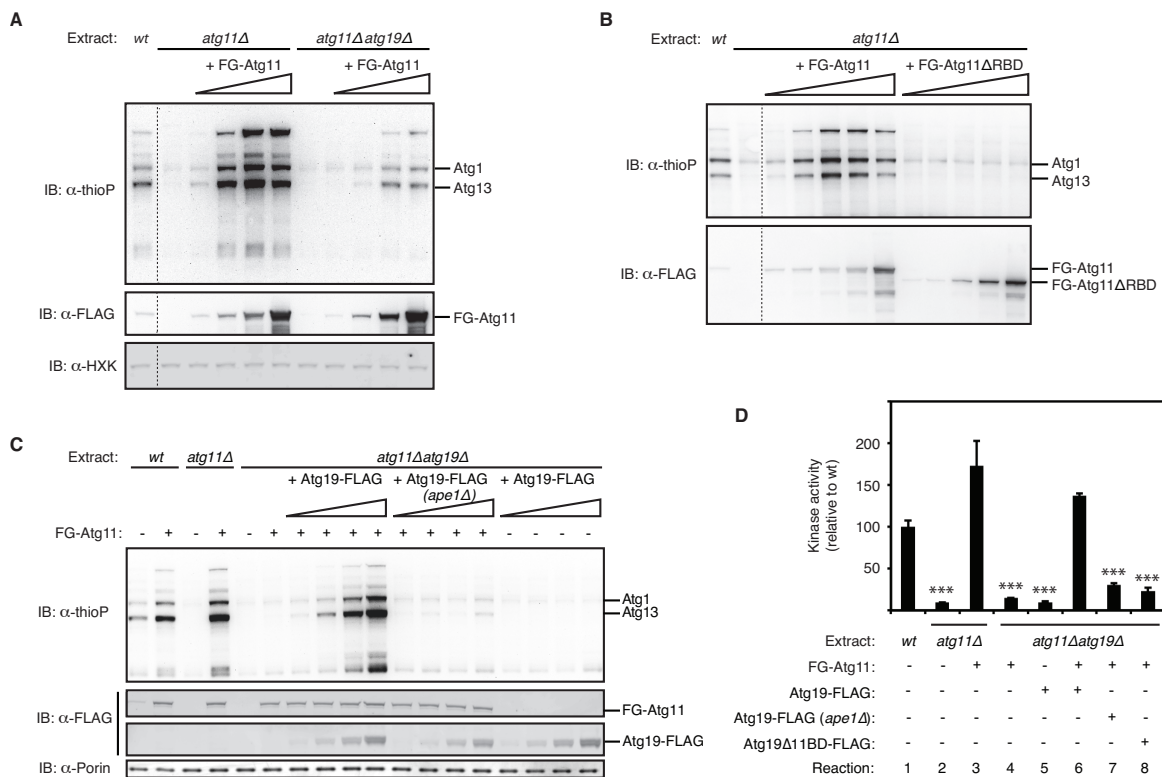 A
Extract: wt atg11Δ atg11Δatg19Δ
+ FG-Atg11 + FG-Atg11
IB: α-thioP
Atg1
Atg13
IB: α-FLAG
FG-Atg11
IB: α-HXK
B
Extract: wt atg11Δ
+ FG-Atg11 + FG-Atg11ΔRBD
IB: α-thioP
Atg1
Atg13
IB: α-FLAG
FG-Atg11
FG-Atg11ΔRBD
C
Extract: wt atg11Δ atg11Δatg19Δ
+ Atg19-FLAG + Atg19-FLAG + Atg19-FLAG
(ape1Δ)
FG-Atg11: - + - + - + + + + + + + + + - - - -
IB: α-thioP
Atg1
Atg13
IB: α-FLAG
FG-Atg11
Atg19-FLAG
IB: α-Porin
D
Kinase activity
(relative to wt)
200
150
100
50
*** *** *** *** ***
Extract: wt atg11Δ atg11Δatg19Δ
FG-Atg11: - - + + - + + +
Atg19-FLAG: - - - - + + - -
Atg19-FLAG (ape1Δ): - - - - - - + -
Atg19Δ11BD-FLAG: - - - - - - - +
Reaction: 1 2 3 4 5 6 7 8